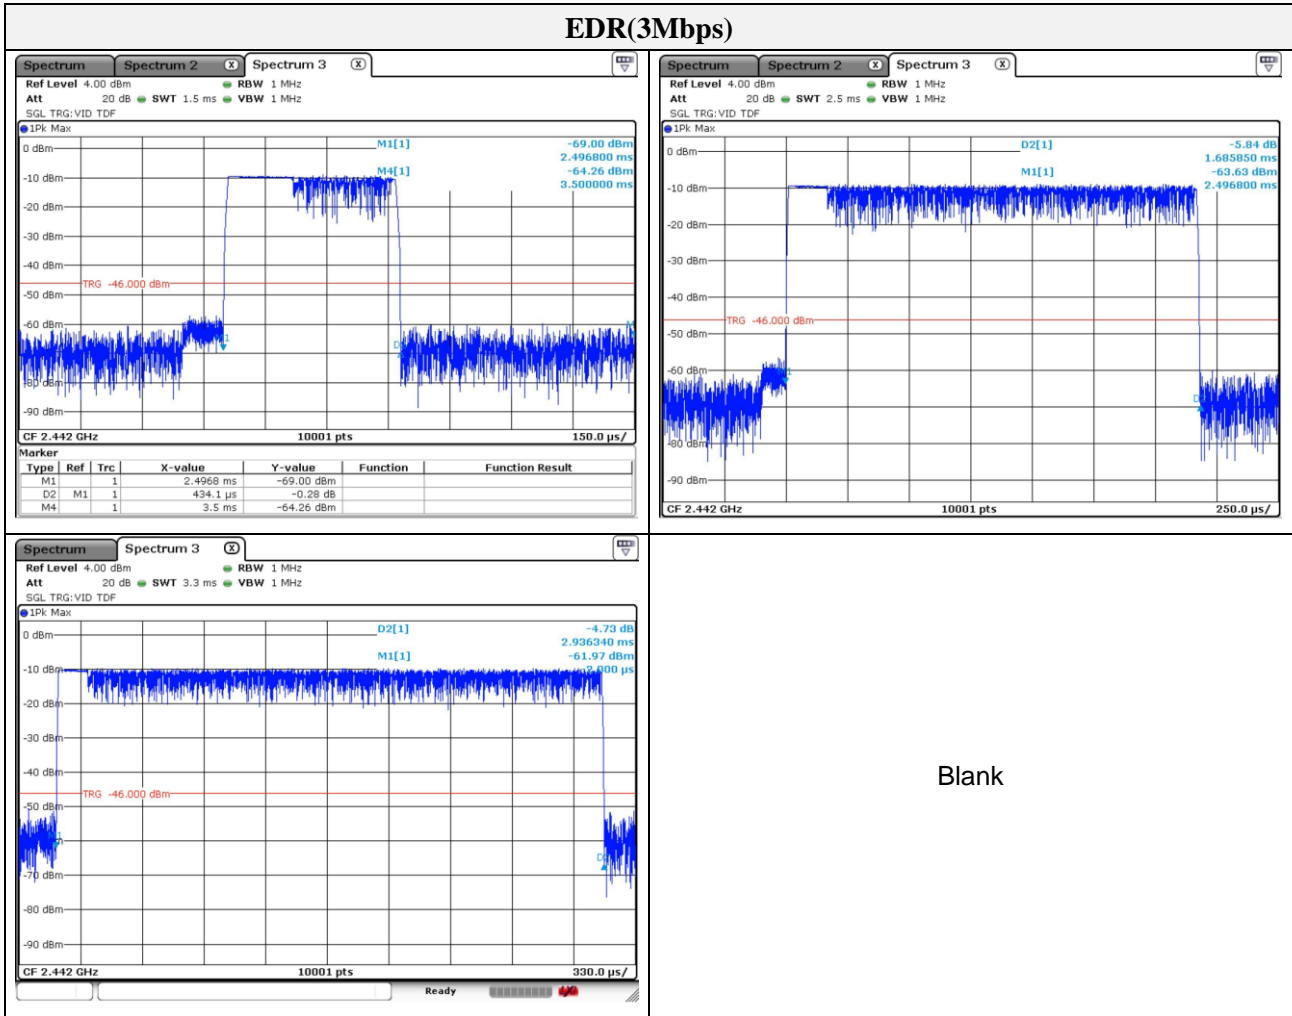 EDR(3Mbps)
Spectrum Spectrum 2 X Spectrum 3 X
Ref Level 4.00 dBm RBW 1 MHz
Att 20 dB SWT 1.5 ms VBW 1 MHz
SGL TRG:VID TDF
1Pk Max
M1[1] -69.00 dBm
2.496800 ms
M4[1] -64.26 dBm
3.500000 ms
0 dBm
-10 dBm
-20 dBm
-30 dBm
-40 dBm
TRG -46.000 dBm
-50 dBm
-60 dBm
-80 dBm
-90 dBm
CF 2.442 GHz 10001 pts 150.0 µs/
Marker
Type Ref Trc X-value Y-value Function Function Result
M1 1 2.4968 ms -69.00 dBm
D2 M1 1 434.1 µs -0.28 dB
M4 1 3.5 ms -64.26 dBm
Spectrum Spectrum 2 X Spectrum 3 X
Ref Level 4.00 dBm RBW 1 MHz
Att 20 dB SWT 2.5 ms VBW 1 MHz
SGL TRG:VID TDF
1Pk Max
D2[1] -5.84 dB
1.685850 ms
M1[1] -63.63 dBm
2.496800 ms
0 dBm
-10 dBm
-20 dBm
-30 dBm
-40 dBm
TRG -46.000 dBm
-50 dBm
-60 dBm
-80 dBm
-90 dBm
CF 2.442 GHz 10001 pts 250.0 µs/
Spectrum Spectrum 3 X
Ref Level 4.00 dBm RBW 1 MHz
Att 20 dB SWT 3.3 ms VBW 1 MHz
SGL TRG:VID TDF
1Pk Max
D2[1] -4.73 dB
2.936340 ms
M1[1] -61.97 dBm
-2.000 µs
0 dBm
-10 dBm
-20 dBm
-30 dBm
-40 dBm
TRG -46.000 dBm
-50 dBm
-70 dBm
-80 dBm
-90 dBm
CF 2.442 GHz 10001 pts 330.0 µs/
Ready
Blank